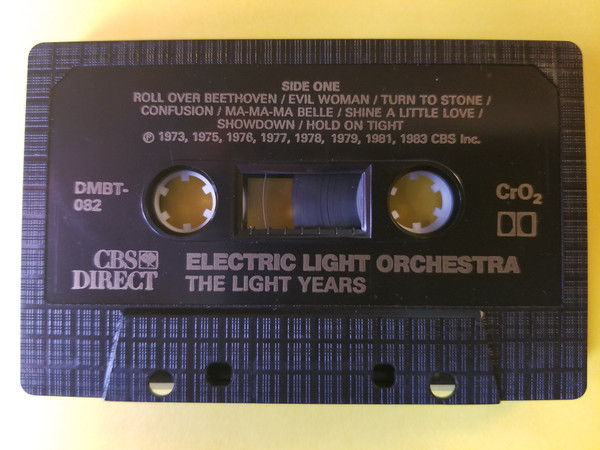 SIDE ONE
ROLL OVER BEETHOVEN / EVIL WOMAN / TURN TO STONE /
CONFUSION / MA-MA-MA BELLE / SHINE A LITTLE LOVE /
SHOWDOWN / HOLD ON TIGHT
℗ 1973, 1975, 1976, 1977, 1978, 1979, 1981, 1983 CBS Inc.
DMBT-
082
CrO₂
CBS
DIRECT
ELECTRIC LIGHT ORCHESTRA
THE LIGHT YEARS